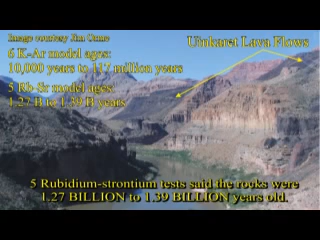 Image courtesy Jim Game
Uinkaret Lava Flows
6 K-Ar model ages:
10,000 years to 117 million years
5 Rb-Sr model ages:
1.27 B to 1.39 B years
5 Rubidium-strontium tests said the rocks were
1.27 BILLION to 1.39 BILLION years old.